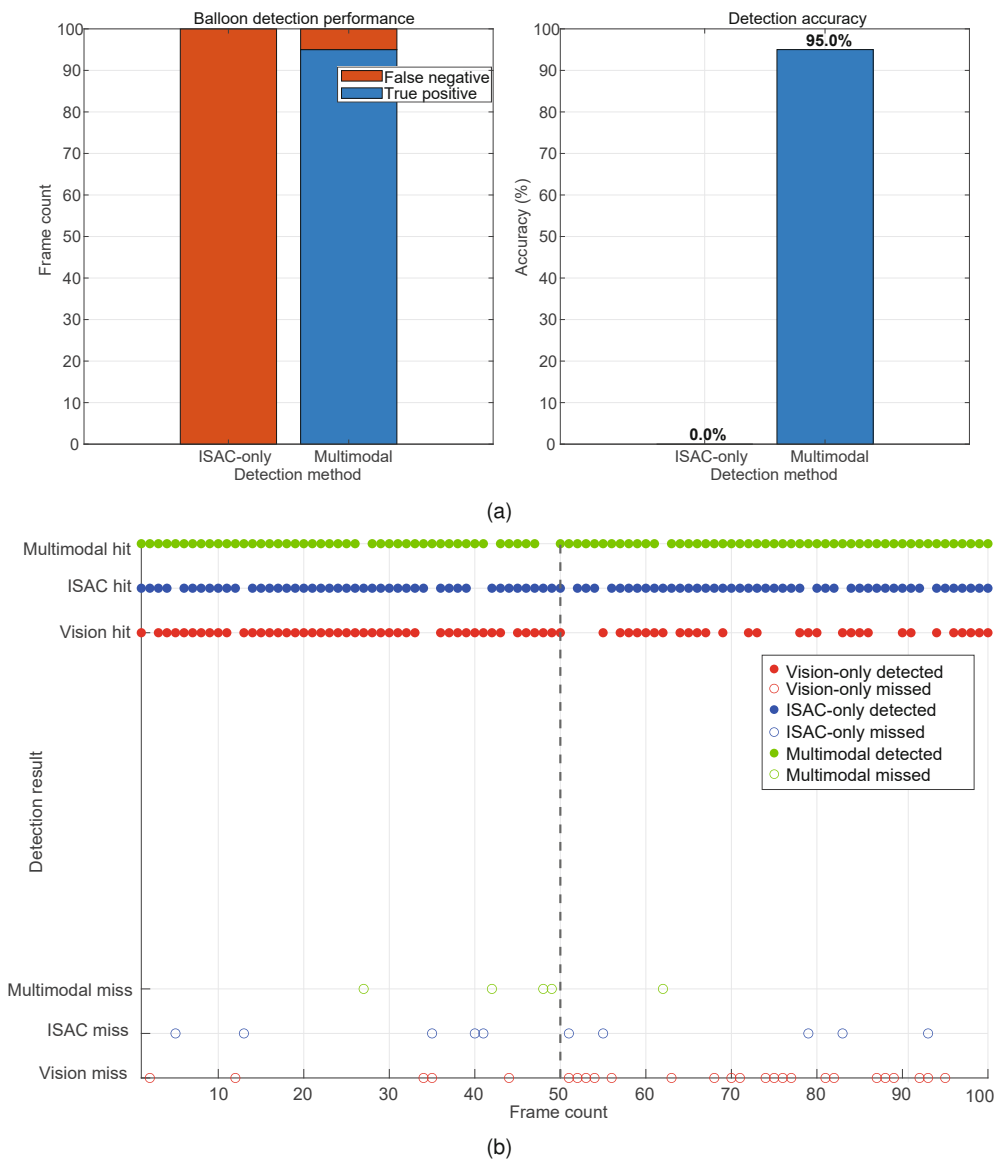 Balloon detection performance
100
90
80
70
60
50
40
30
20
10
0
Frame count
False negative
True positive
ISAC-only
Multimodal
Detection method
Detection accuracy
100
90
80
70
60
50
40
30
20
10
0
Accuracy (%)
95.0%
0.0%
ISAC-only
Multimodal
Detection method
(a)
Multimodal hit
ISAC hit
Vision hit
Detection result
Vision-only detected
Vision-only missed
ISAC-only detected
ISAC-only missed
Multimodal detected
Multimodal missed
Multimodal miss
ISAC miss
Vision miss
10 20 30 40 50 60 70 80 90 100
Frame count
(b)